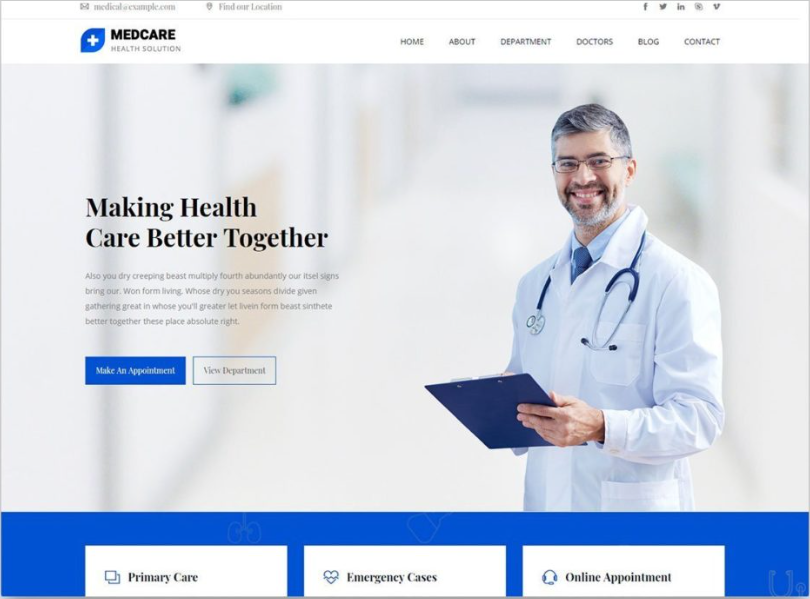 medical@example.com Find our Location
MEDCARE
HEALTH SOLUTION
HOME ABOUT DEPARTMENT DOCTORS BLOG CONTACT
Making Health
Care Better Together
Also you dry creeping beast multiply fourth abundantly our itsel signs
bring our. Won form living. Whose dry you seasons divide given
gathering great in whose you'll greater let livein form beast sinthete
better together these place absolute right.
Make An Appointment View Department
Primary Care Emergency Cases Online Appointment